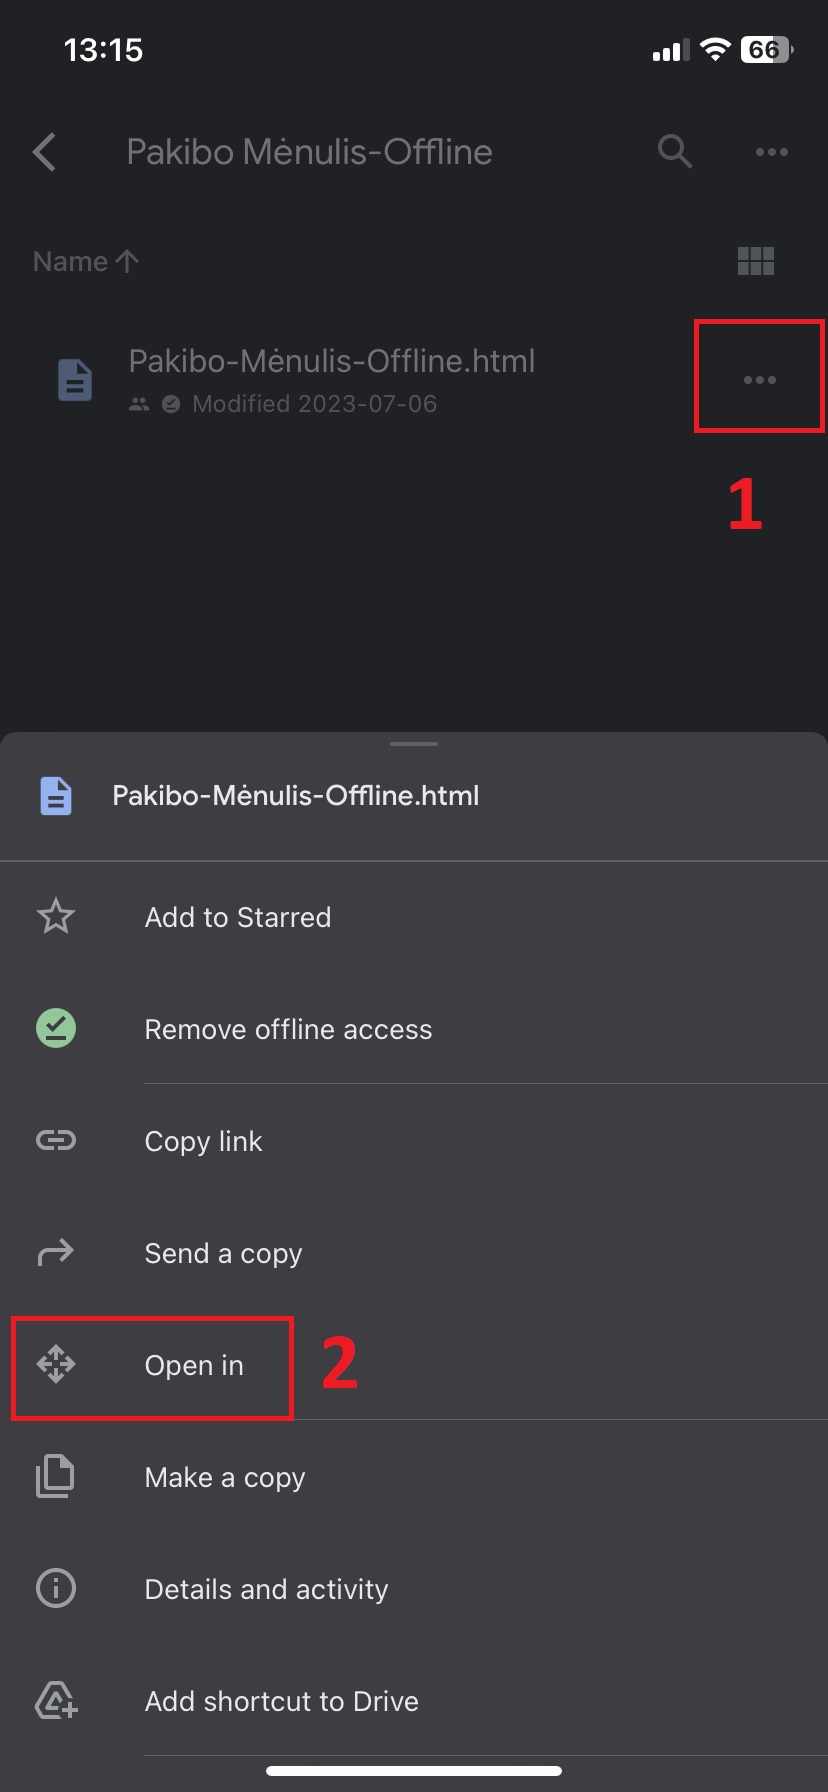 13:15
66
Pakibo Mėnulis-Offline
Name
Pakibo-Mėnulis-Offline.html
Modified 2023-07-06
1
Pakibo-Mėnulis-Offline.html
Add to Starred
Remove offline access
Copy link
Send a copy
Open in
2
Make a copy
Details and activity
Add shortcut to Drive